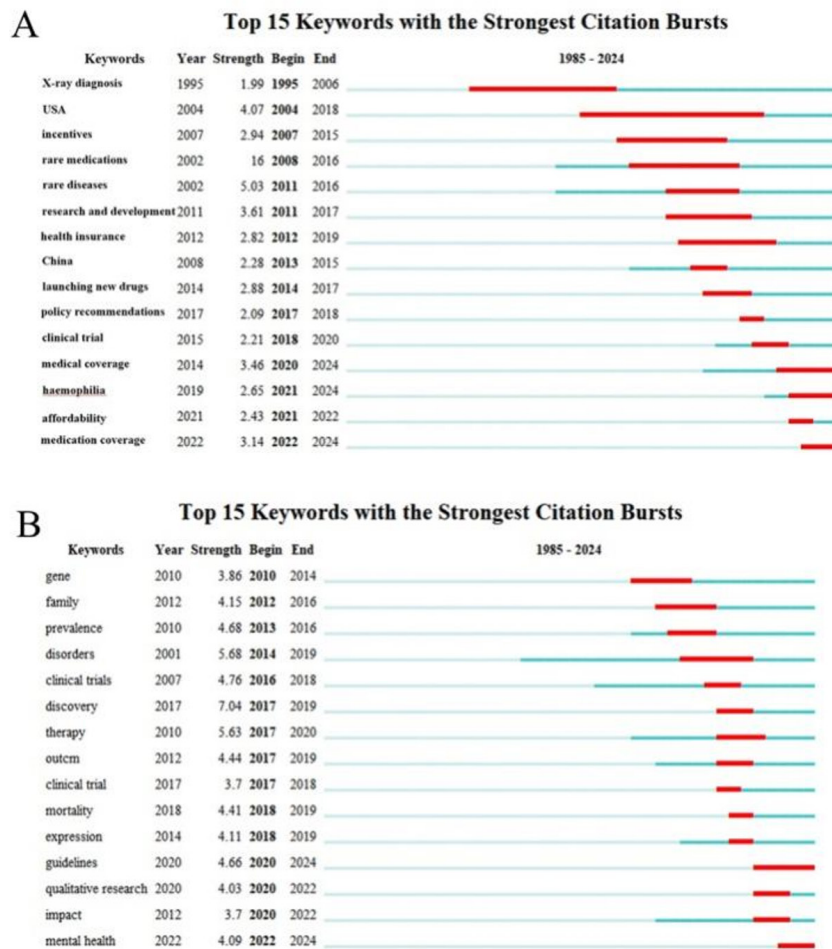 A
Top 15 Keywords with the Strongest Citation Bursts
Keywords Year Strength Begin End 1985 - 2024
X-ray diagnosis 1995 1.99 1995 2006
USA 2004 4.07 2004 2018
incentives 2007 2.94 2007 2015
rare medications 2002 16 2008 2016
rare diseases 2002 5.03 2011 2016
research and development 2011 3.61 2011 2017
health insurance 2012 2.82 2012 2019
China 2008 2.28 2013 2015
launching new drugs 2014 2.88 2014 2017
policy recommendations 2017 2.09 2017 2018
clinical trial 2015 2.21 2018 2020
medical coverage 2014 3.46 2020 2024
haemophilia 2019 2.65 2021 2024
affordability 2021 2.43 2021 2022
medication coverage 2022 3.14 2022 2024
B
Top 15 Keywords with the Strongest Citation Bursts
Keywords Year Strength Begin End 1985 - 2024
gene 2010 3.86 2010 2014
family 2012 4.15 2012 2016
prevalence 2010 4.68 2013 2016
disorders 2001 5.68 2014 2019
clinical trials 2007 4.76 2016 2018
discovery 2017 7.04 2017 2019
therapy 2010 5.63 2017 2020
outcm 2012 4.44 2017 2019
clinical trial 2017 3.7 2017 2018
mortality 2018 4.41 2018 2019
expression 2014 4.11 2018 2019
guidelines 2020 4.66 2020 2024
qualitative research 2020 4.03 2020 2022
impact 2012 3.7 2020 2022
mental health 2022 4.09 2022 2024